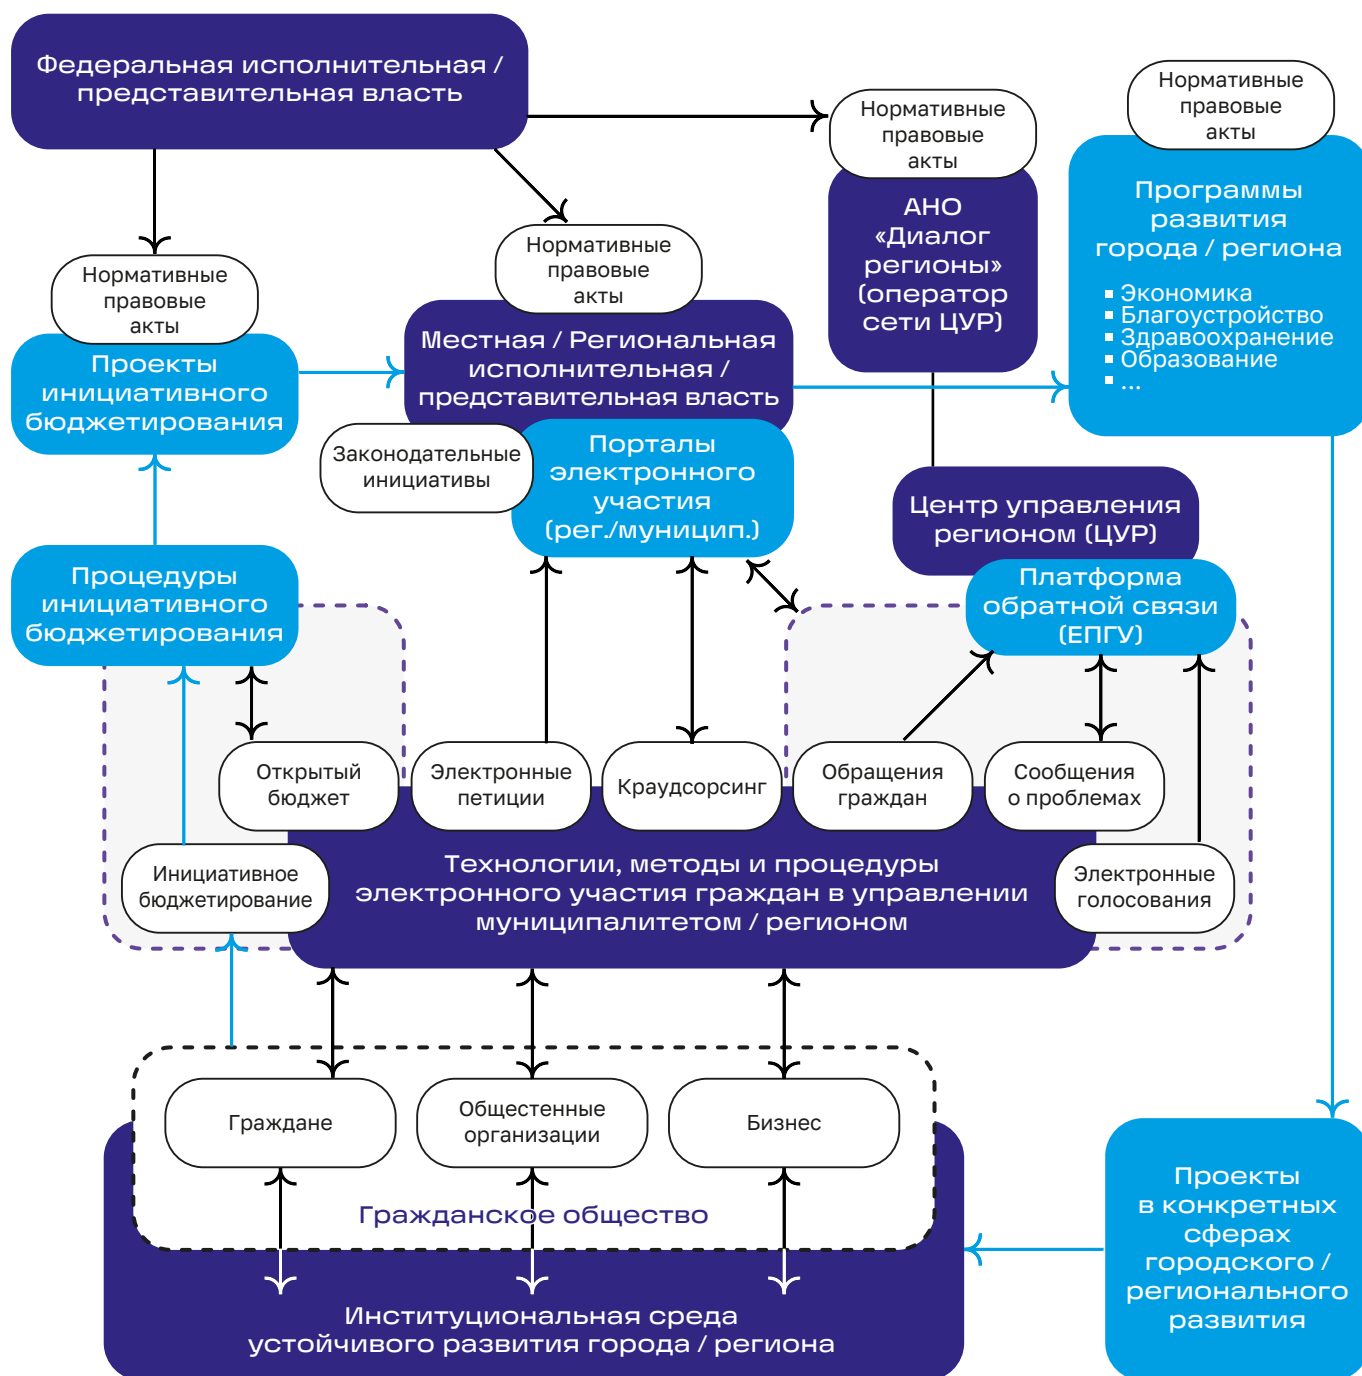 Федеральная исполнительная /
представительная власть
Нормативные
правовые
акты
Нормативные
правовые
акты
АНО
«Диалог
регионы»
(оператор
сети ЦУР)
Программы
развития
города / региона
Экономика
Благоустройство
Здравоохранение
Образование
...
Нормативные
правовые
акты
Нормативные
правовые
акты
Проекты
инициативного
бюджетирования
Местная / Региональная
исполнительная /
представительная власть
Законодательные
инициативы
Порталы
электронного
участия
(рег./муницип.)
Центр управления
регионом (ЦУР)
Платформа
обратной связи
(ЕПГУ)
Процедуры
инициативного
бюджетирования
Открытый
бюджет
Электронные
петиции
Краудсорсинг
Обращения
граждан
Сообщения
о проблемах
Инициативное
бюджетирование
Технологии, методы и процедуры
электронного участия граждан в управлении
муниципалитетом / регионом
Электронные
голосования
Граждане
Общестенные
организации
Бизнес
Гражданское общество
Институциональная среда
устойчивого развития города / региона
Проекты
в конкретных
сферах
городского /
регионального
развития